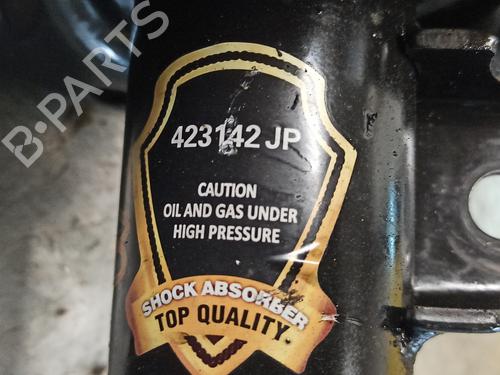 B-PARTS
423142 JP
CAUTION
OIL AND GAS UNDER
HIGH PRESSURE
SHOCK ABSORBER
TOP QUALITY